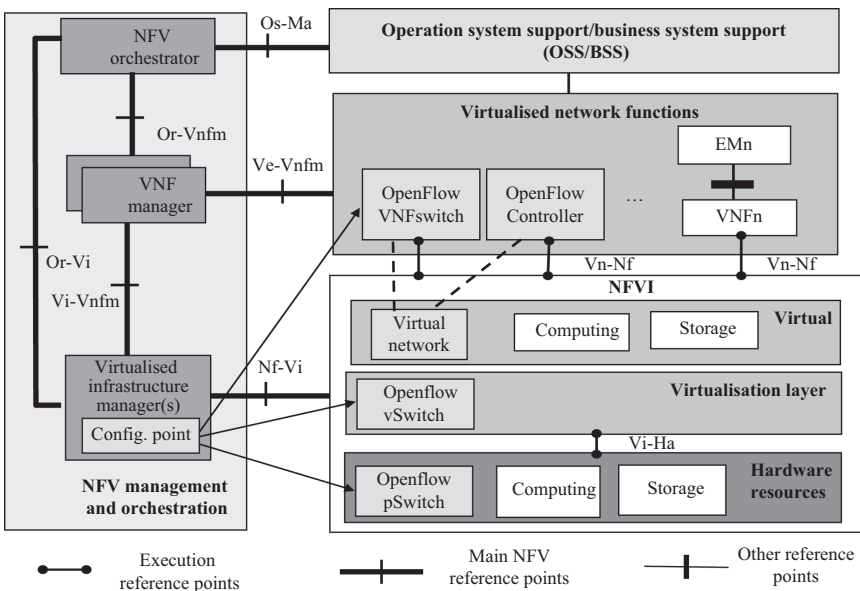 Os-Ma
NFV
orchestrator
Operation system support/business system support
(OSS/BSS)
Or-Vnfm
Virtualised network functions
EMn
Ve-Vnfm
VNF
manager
OpenFlow
VNFswitch
OpenFlow
Controller
...
VNFn
Or-Vi
Vn-Nf
Vn-Nf
NFVI
Vi-Vnfm
Virtual
network
Computing
Storage
Virtual
Virtualised
infrastructure
manager(s)
Config. point
Nf-Vi
Openflow
vSwitch
Virtualisation layer
Vi-Ha
NFV management
and orchestration
Openflow
pSwitch
Computing
Storage
Hardware
resources
Execution
reference points
Main NFV
reference points
Other reference
points